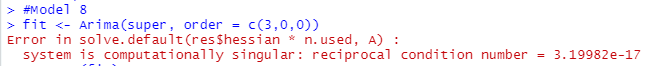 > #Model 8
> fit <- Arima(super, order = c(3,0,0))
Error in solve.default(res$hessian * n.used, A) :
  system is computationally singular: reciprocal condition number = 3.19982e-17